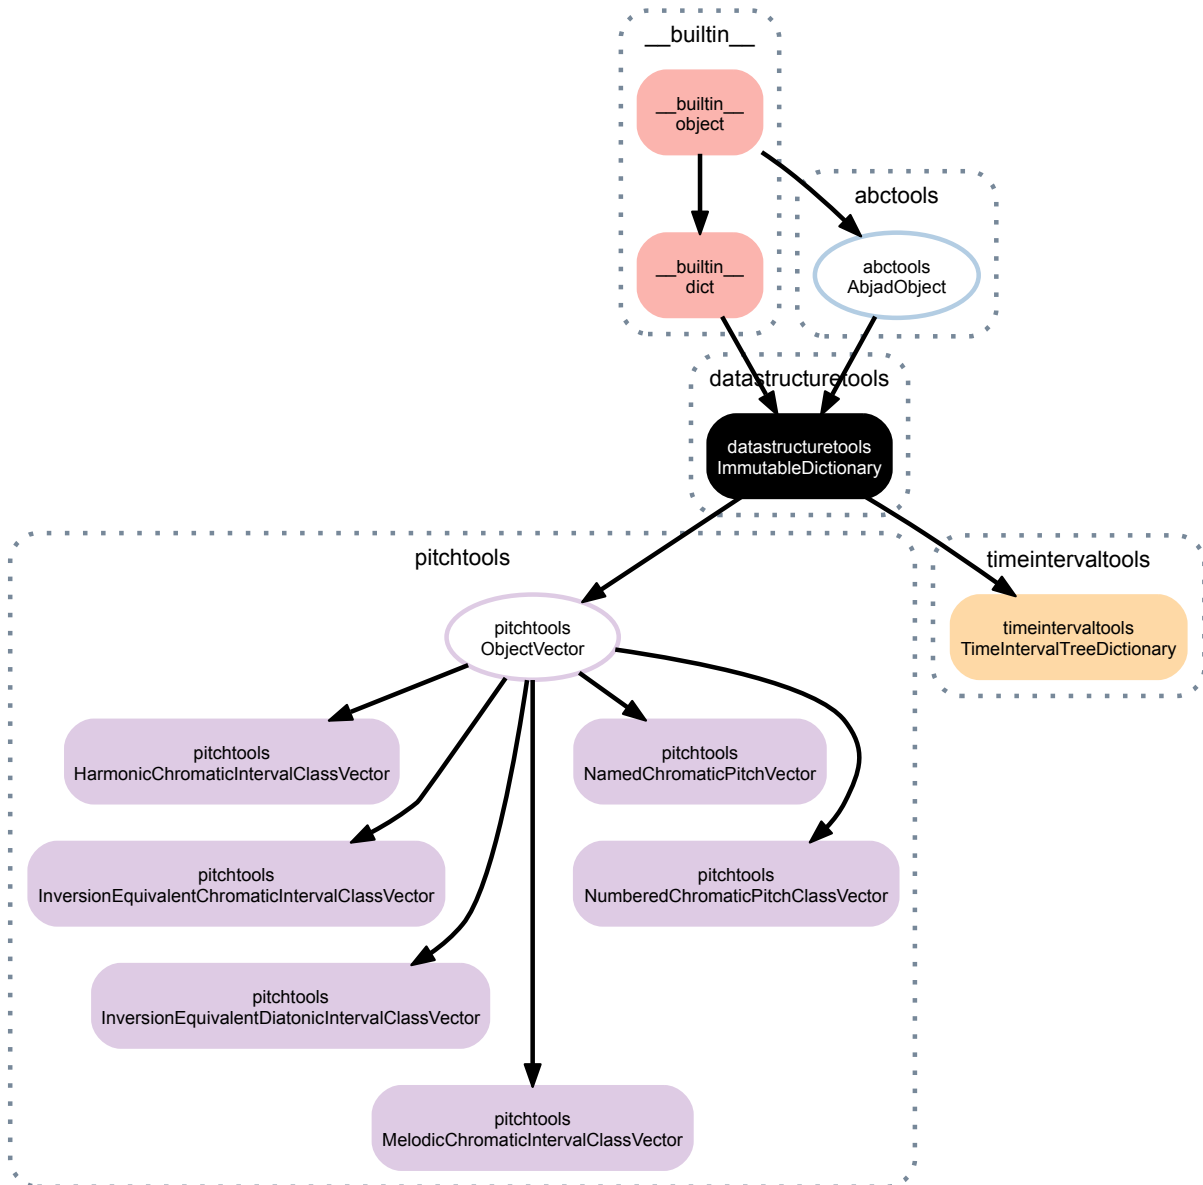 __builtin__
__builtin__
object
abctools
__builtin__
dict
abctools
AbjadObject
datastructuretools
datastructuretools
ImmutableDictionary
pitchtools
timeintervaltools
pitchtools
ObjectVector
timeintervaltools
TimeIntervalTreeDictionary
pitchtools
HarmonicChromaticIntervalClassVector
pitchtools
NamedChromaticPitchVector
pitchtools
InversionEquivalentChromaticIntervalClassVector
pitchtools
NumberedChromaticPitchClassVector
pitchtools
InversionEquivalentDiatonicIntervalClassVector
pitchtools
MelodicChromaticIntervalClassVector